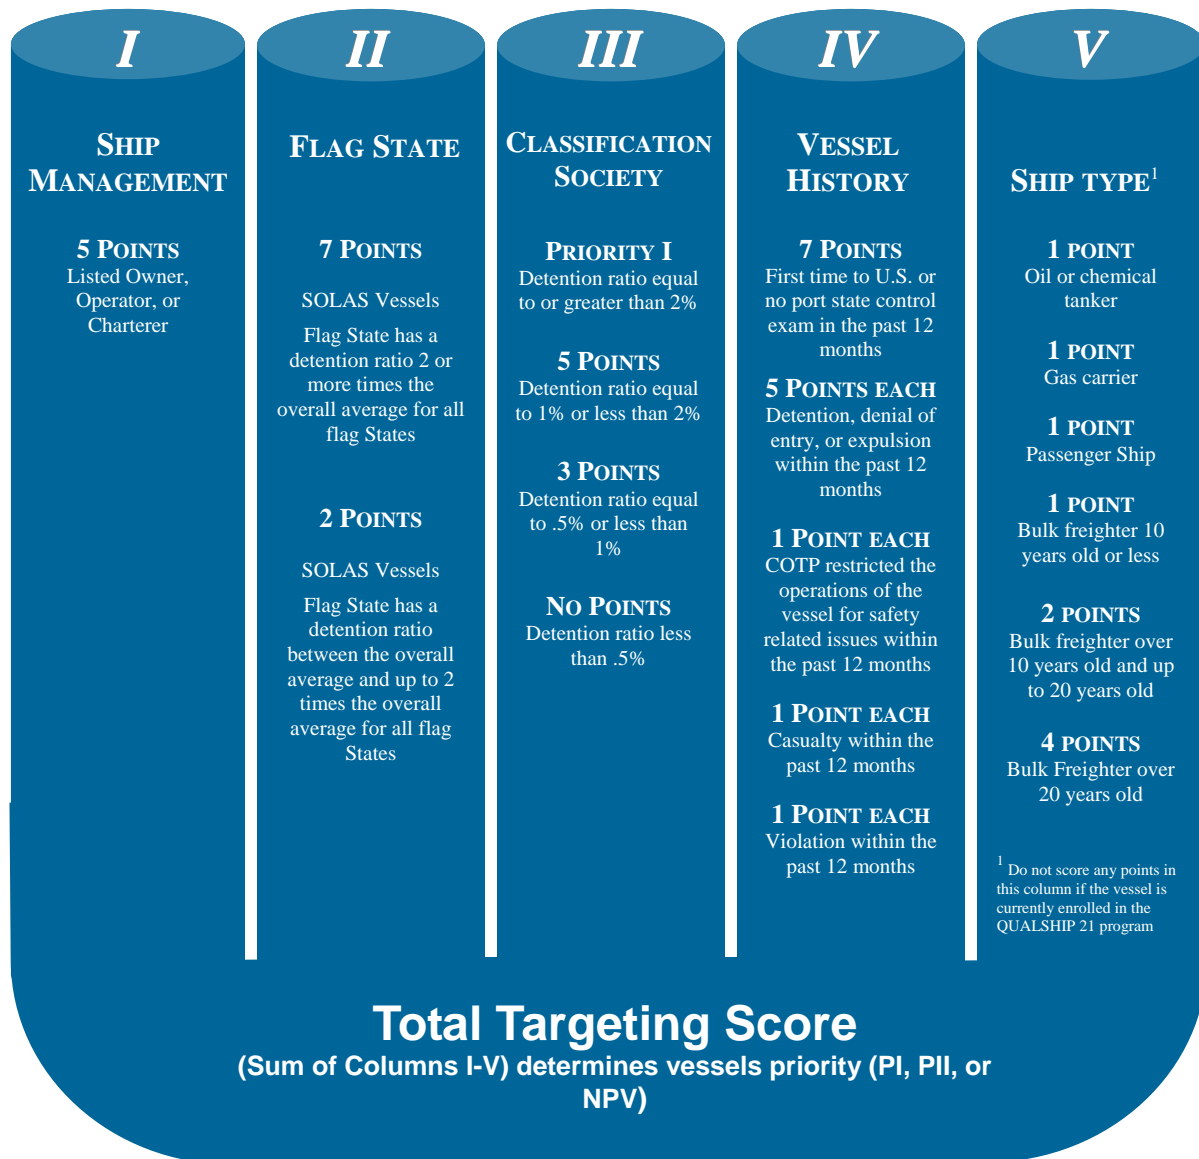 I
SHIP
MANAGEMENT
5 POINTS
Listed Owner,
Operator, or
Charterer
II
FLAG STATE
7 POINTS
SOLAS Vessels
Flag State has a
detention ratio 2 or
more times the
overall average for all
flag States
2 POINTS
SOLAS Vessels
Flag State has a
detention ratio
between the overall
average and up to 2
times the overall
average for all flag
States
III
CLASSIFICATION
SOCIETY
PRIORITY I
Detention ratio equal
to or greater than 2%
5 POINTS
Detention ratio equal
to 1% or less than 2%
3 POINTS
Detention ratio equal
to .5% or less than
1%
NO POINTS
Detention ratio less
than .5%
IV
VESSEL
HISTORY
7 POINTS
First time to U.S. or
no port state control
exam in the past 12
months
5 POINTS EACH
Detention, denial of
entry, or expulsion
within the past 12
months
1 POINT EACH
COTP restricted the
operations of the
vessel for safety
related issues within
the past 12 months
1 POINT EACH
Casualty within the
past 12 months
1 POINT EACH
Violation within the
past 12 months
V
SHIP TYPE1
1 POINT
Oil or chemical
tanker
1 POINT
Gas carrier
1 POINT
Passenger Ship
1 POINT
Bulk freighter 10
years old or less
2 POINTS
Bulk freighter over
10 years old and up
to 20 years old
4 POINTS
Bulk Freighter over
20 years old
1 Do not score any points in
this column if the vessel is
currently enrolled in the
QUALSHIP 21 program
Total Targeting Score
(Sum of Columns I-V) determines vessels priority (PI, PII, or
NPV)